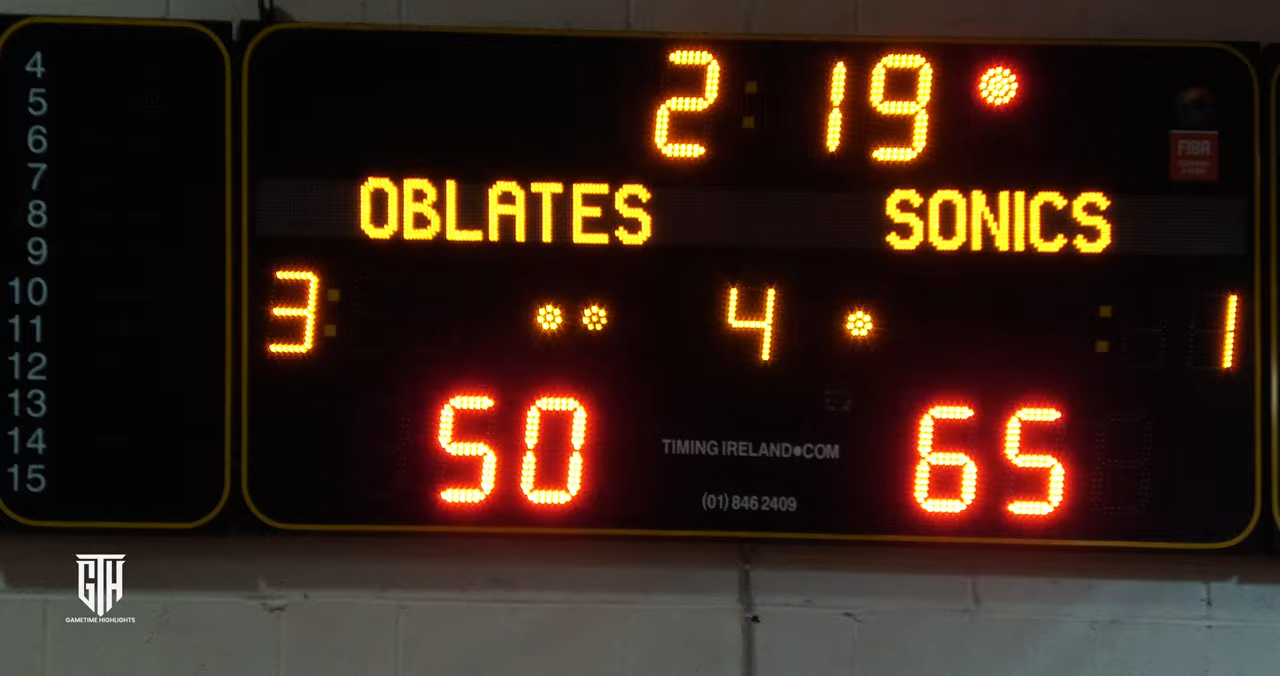 4
5
6
7
8
9
10
11
12
13
14
15
2:19
FIBA
OBLATES SONICS
3 4 1
50 65
TIMING IRELAND●COM
(01) 846 2409
GTH
GAMETIME HIGHLIGHTS